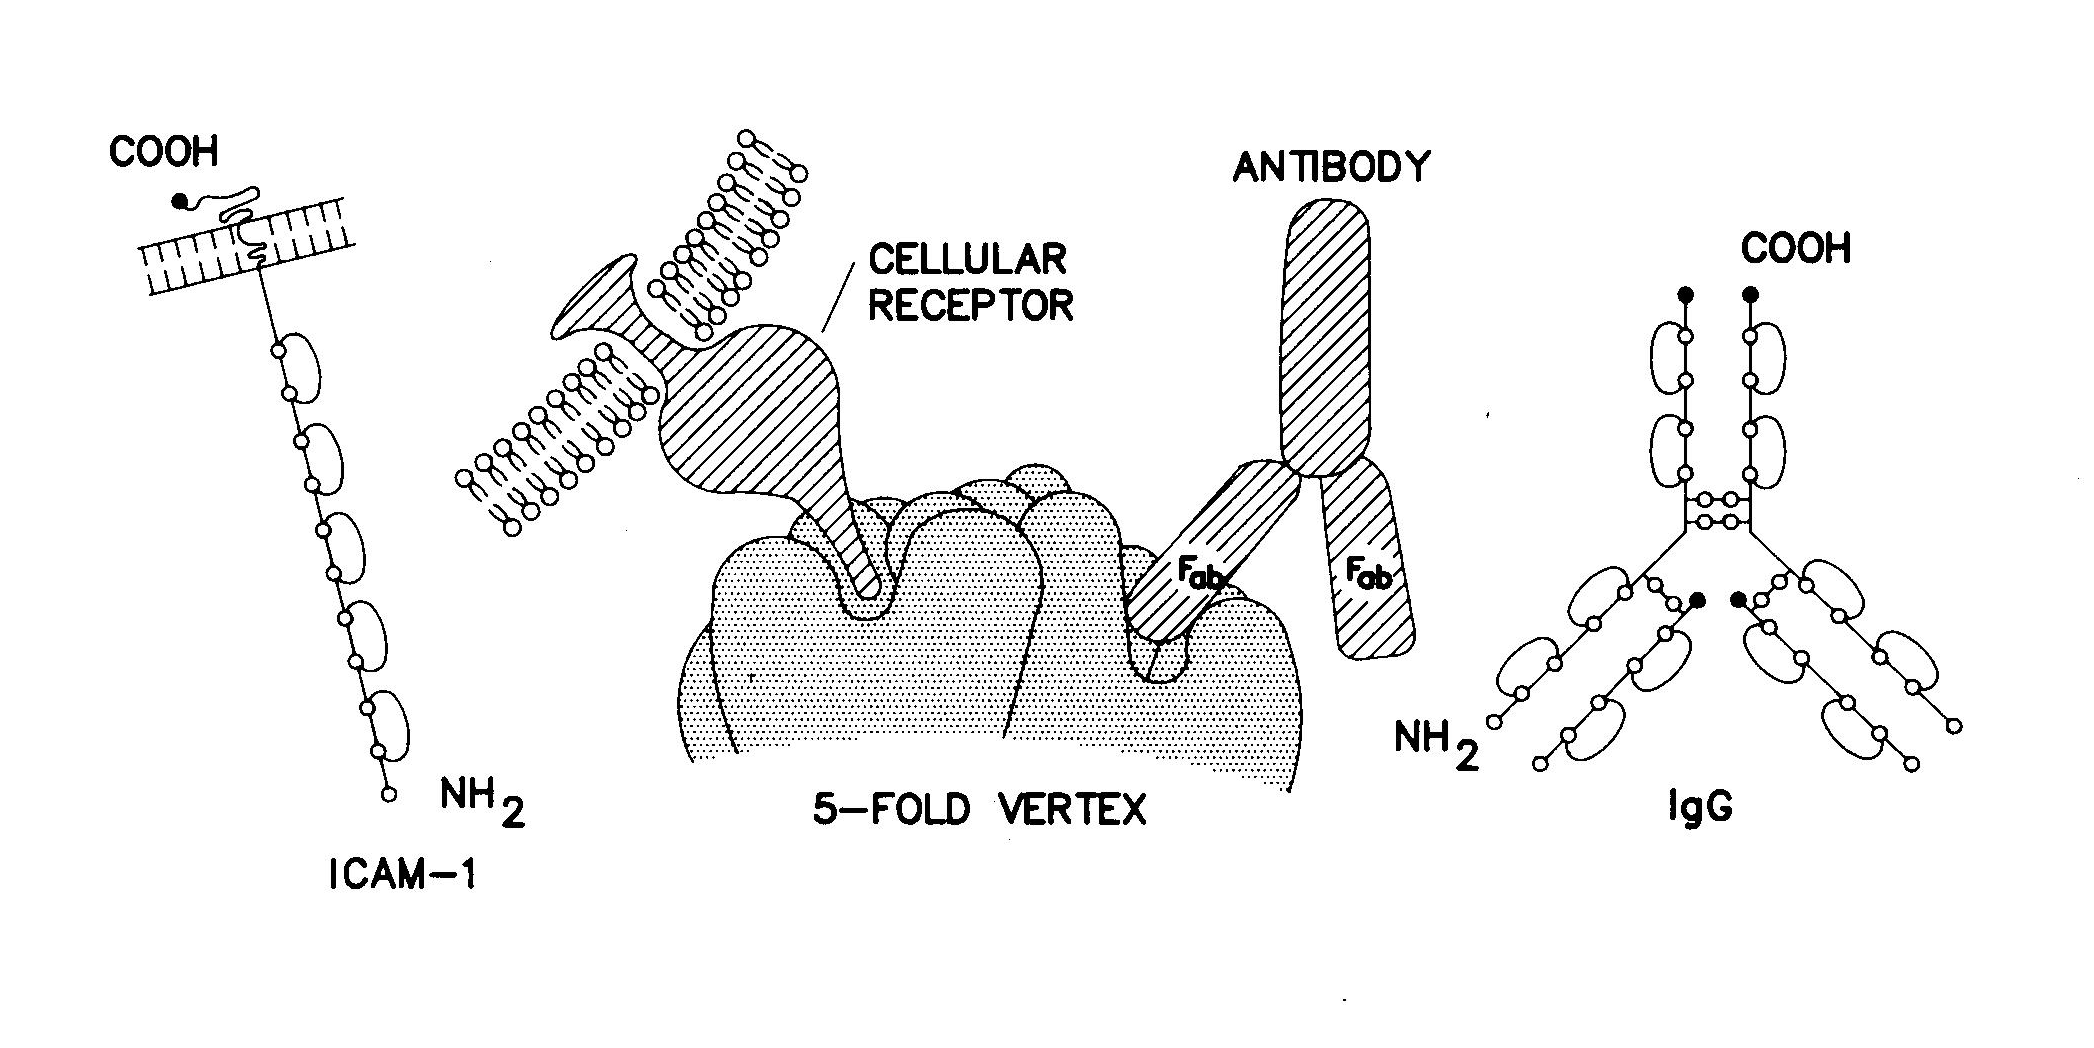 COOH
ANTIBODY
COOH
CELLULAR
RECEPTOR
Fab
Fab
NH2
NH2
5-FOLD VERTEX
IgG
ICAM-1